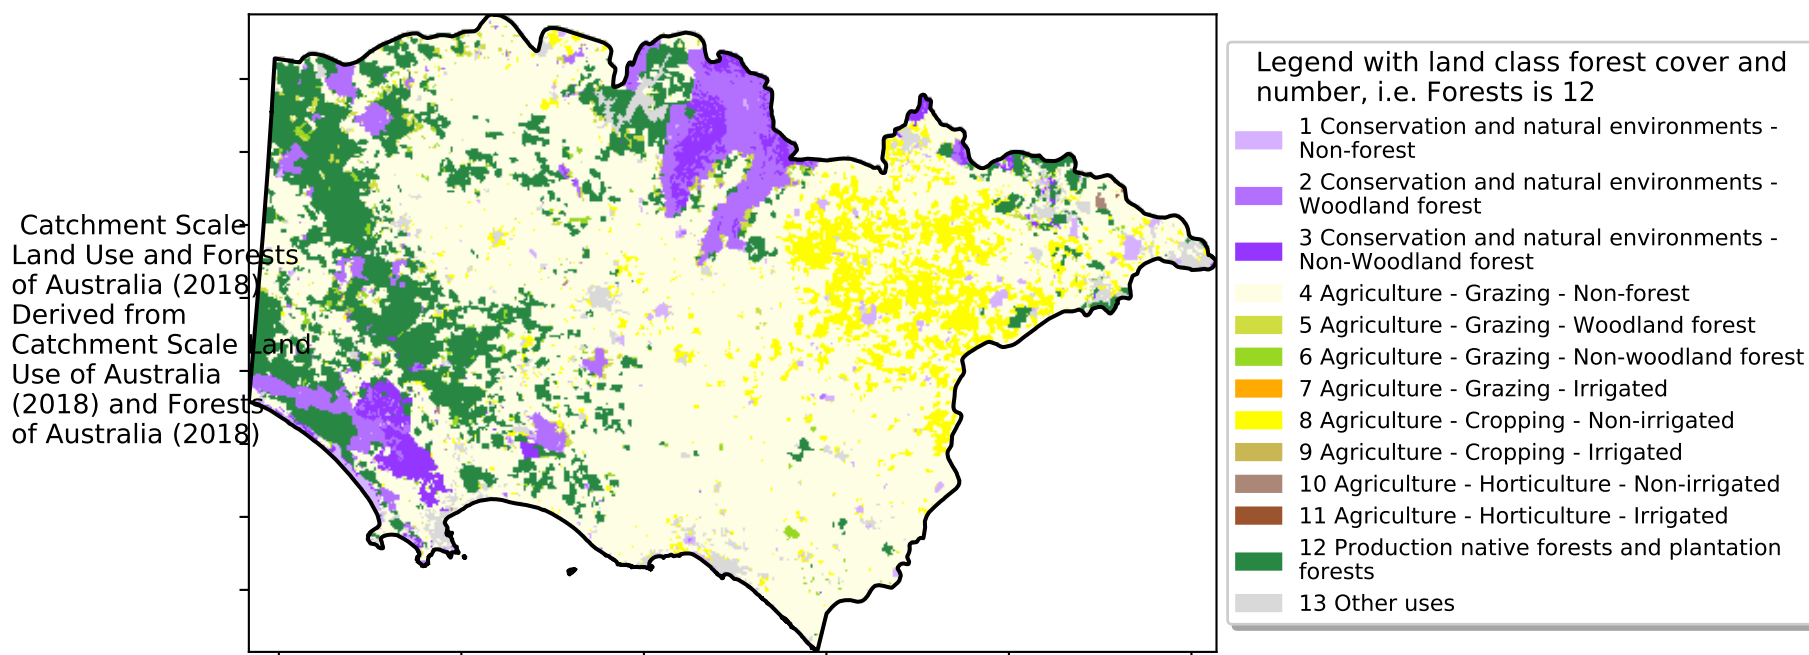 Catchment Scale
Land Use and Forests
of Australia (2018)
Derived from
Catchment Scale Land
Use of Australia
(2018) and Forests
of Australia (2018)
Legend with land class forest cover and
number, i.e. Forests is 12
1 Conservation and natural environments -
Non-forest
2 Conservation and natural environments -
Woodland forest
3 Conservation and natural environments -
Non-Woodland forest
4 Agriculture - Grazing - Non-forest
5 Agriculture - Grazing - Woodland forest
6 Agriculture - Grazing - Non-woodland forest
7 Agriculture - Grazing - Irrigated
8 Agriculture - Cropping - Non-irrigated
9 Agriculture - Cropping - Irrigated
10 Agriculture - Horticulture - Non-irrigated
11 Agriculture - Horticulture - Irrigated
12 Production native forests and plantation
forests
13 Other uses